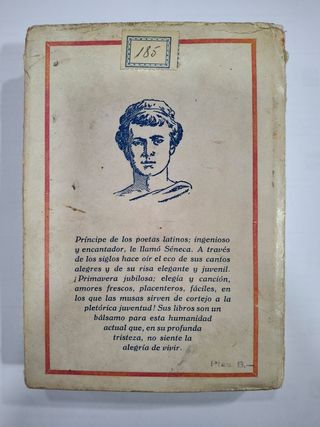 185
Príncipe de los poetas latinos; ingenioso
y encantador, le llamó Séneca. A través
de los siglos hace oir el eco de sus cantos
alegres y de su risa elegante y juvenil.
¡Primavera jubilosa; elegía y canción,
amores frescos, placenteros, fáciles, en
los que las musas sirven de cortejo a la
pletórica juventud! Sus libros son un
bálsamo para esta humanidad
actual que, en su profunda
tristeza, no siente la
alegría de vivir.